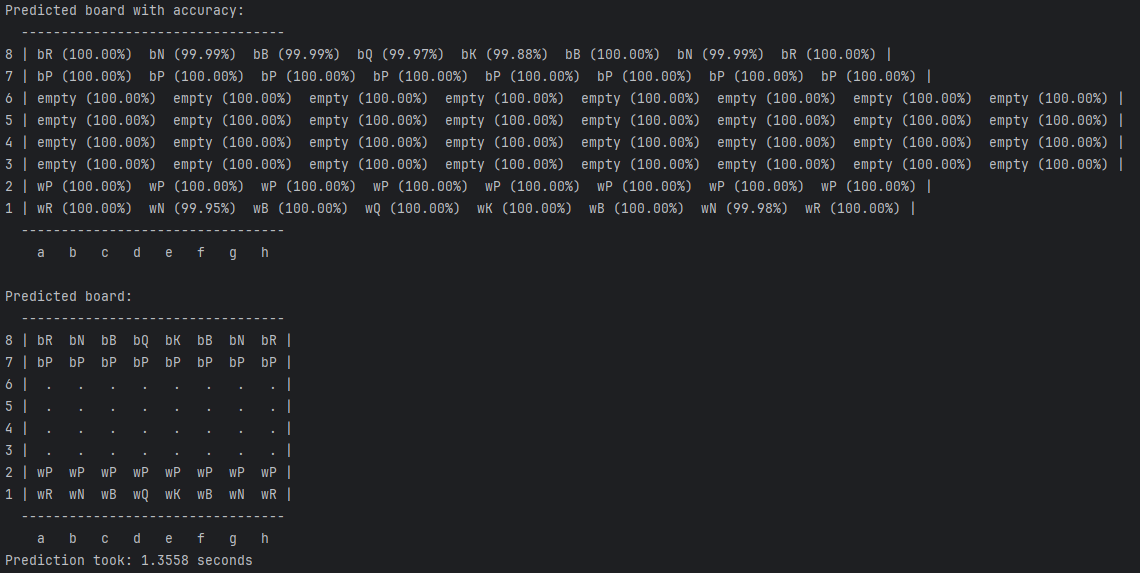 Predicted board with accuracy:
  ---------------------------------
8 | bR (100.00%)  bN (99.99%)  bB (99.99%)  bQ (99.97%)  bK (99.88%)  bB (100.00%)  bN (99.99%)  bR (100.00%) |
7 | bP (100.00%)  bP (100.00%)  bP (100.00%)  bP (100.00%)  bP (100.00%)  bP (100.00%)  bP (100.00%)  bP (100.00%) |
6 | empty (100.00%)  empty (100.00%)  empty (100.00%)  empty (100.00%)  empty (100.00%)  empty (100.00%)  empty (100.00%)  empty (100.00%) |
5 | empty (100.00%)  empty (100.00%)  empty (100.00%)  empty (100.00%)  empty (100.00%)  empty (100.00%)  empty (100.00%)  empty (100.00%) |
4 | empty (100.00%)  empty (100.00%)  empty (100.00%)  empty (100.00%)  empty (100.00%)  empty (100.00%)  empty (100.00%)  empty (100.00%) |
3 | empty (100.00%)  empty (100.00%)  empty (100.00%)  empty (100.00%)  empty (100.00%)  empty (100.00%)  empty (100.00%)  empty (100.00%) |
2 | wP (100.00%)  wP (100.00%)  wP (100.00%)  wP (100.00%)  wP (100.00%)  wP (100.00%)  wP (100.00%)  wP (100.00%) |
1 | wR (100.00%)  wN (99.95%)  wB (100.00%)  wQ (100.00%)  wK (100.00%)  wB (100.00%)  wN (99.98%)  wR (100.00%) |
  ---------------------------------
    a   b   c   d   e   f   g   h

Predicted board:
  ---------------------------------
8 | bR  bN  bB  bQ  bK  bB  bN  bR |
7 | bP  bP  bP  bP  bP  bP  bP  bP |
6 |  .   .   .   .   .   .   .   . |
5 |  .   .   .   .   .   .   .   . |
4 |  .   .   .   .   .   .   .   . |
3 |  .   .   .   .   .   .   .   . |
2 | wP  wP  wP  wP  wP  wP  wP  wP |
1 | wR  wN  wB  wQ  wK  wB  wN  wR |
  ---------------------------------
    a   b   c   d   e   f   g   h
Prediction took: 1.3558 seconds